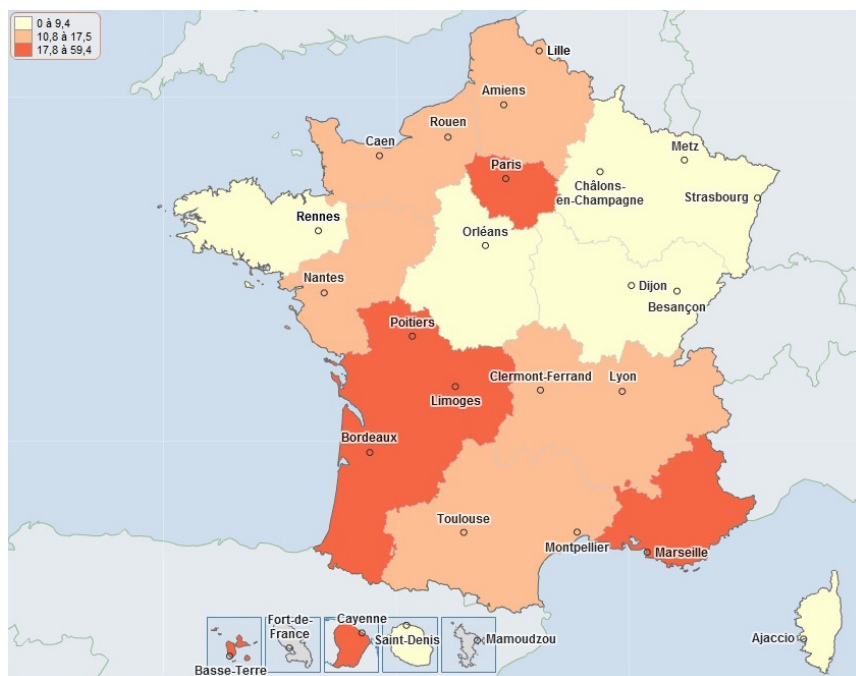 0 à 9,4
10,8 à 17,5
17,8 à 59,4
Lille
Amiens
Rouen
Caen
Metz
Paris
Châlons-
en-Champagne
Strasbourg
Rennes
Orléans
Nantes
Dijon
Besançon
Poitiers
Clermont-Ferrand
Lyon
Limoges
Bordeaux
Toulouse
Montpellier
Marseille
Fort-de-
France
Cayenne
Saint-Denis
Mamoudzou
Ajaccio
Basse-Terre